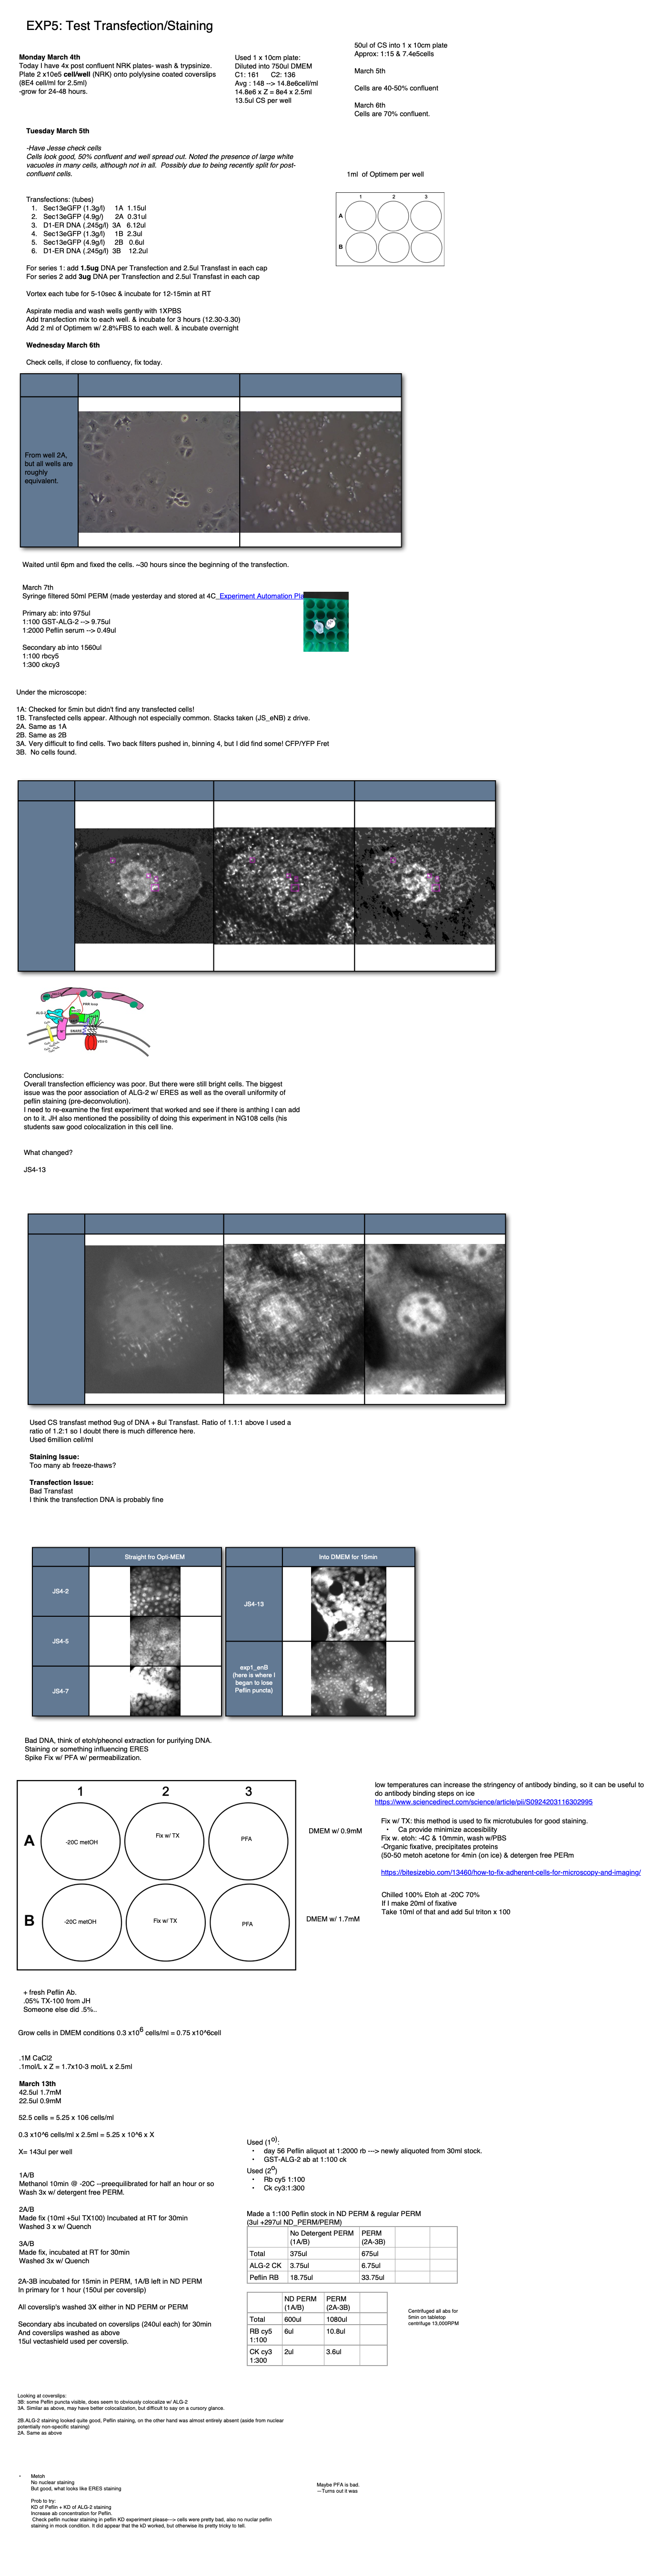 EXP5: Test Transfection/Staining
Monday March 4th
Today I have 4x post confluent NRK plates- wash & trypsinize.
Plate 2 x10e5 cell/well (NRK) onto polylysine coated coverslips
(8E4 cell/ml for 2.5ml)
-grow for 24-48 hours.
Used 1 x 10cm plate:
Diluted into 750ul DMEM
C1: 161 C2: 136
Avg : 148 --> 14.8e6cell/ml
14.8e6 x Z = 8e4 x 2.5ml
13.5ul CS per well
50ul of CS into 1 x 10cm plate
Approx: 1:15 & 7.4e5cells
March 5th
Cells are 40-50% confluent
March 6th
Cells are 70% confluent.
Tuesday March 5th
-Have Jesse check cells
Cells look good, 50% confluent and well spread out. Noted the presence of large white
vacuoles in many cells, although not in all. Possibly due to being recently split for post-
confluent cells.
1ml of Optimem per well
1 2 3
A
B
Transfections: (tubes)
1. Sec13eGFP (1.3g/l) 1A 1.15ul
2. Sec13eGFP (4.9g/) 2A 0.31ul
3. D1-ER DNA (.245g/l) 3A 6.12ul
4. Sec13eGFP (1.3g/l) 1B 2.3ul
5. Sec13eGFP (4.9g/l) 2B 0.6ul
6. D1-ER DNA (.245g/l) 3B 12.2ul
For series 1: add 1.5ug DNA per Transfection and 2.5ul Transfast in each cap
For series 2 add 3ug DNA per Transfection and 2.5ul Transfast in each cap
Vortex each tube for 5-10sec & incubate for 12-15min at RT
Aspirate media and wash wells gently with 1XPBS
Add transfection mix to each well. & incubate for 3 hours (12.30-3.30)
Add 2 ml of Optimem w/ 2.8%FBS to each well. & incubate overnight
Wednesday March 6th
Check cells, if close to confluency, fix today.
From well 2A,
but all wells are
roughly
equivalent.
Waited until 6pm and fixed the cells. ~30 hours since the beginning of the transfection.
March 7th
Syringe filtered 50ml PERM (made yesterday and stored at 4C_Experiment Automation Pla
Primary ab: into 975ul
1:100 GST-ALG-2 --> 9.75ul
1:2000 Peflin serum --> 0.49ul
Secondary ab into 1560ul
1:100 rbcy5
1:300 ckcy3
Under the microscope:
1A: Checked for 5min but didn't find any transfected cells!
1B. Transfected cells appear. Although not especially common. Stacks taken (JS_eNB) z drive.
2A. Same as 1A
2B. Same as 2B
3A. Very difficult to find cells. Two back filters pushed in, binning 4, but I did find some! CFP/YFP Fret
3B. No cells found.
Conclusions:
Overall transfection efficiency was poor. But there were still bright cells. The biggest
issue was the poor association of ALG-2 w/ ERES as well as the overall uniformity of
peflin staining (pre-deconvolution).
I need to re-examine the first experiment that worked and see if there is anthing I can add
on to it. JH also mentioned the possibility of doing this experiment in NG108 cells (his
students saw good colocalization in this cell line.
What changed?
JS4-13
Used CS transfast method 9ug of DNA + 8ul Transfast. Ratio of 1.1:1 above I used a
ratio of 1.2:1 so I doubt there is much difference here.
Used 6million cell/ml
Staining Issue:
Too many ab freeze-thaws?
Transfection Issue:
Bad Transfast
I think the transfection DNA is probably fine
Straight fro Opti-MEM
JS4-2
JS4-5
JS4-7
Into DMEM for 15min
JS4-13
exp1_enB
(here is where I
began to lose
Peflin puncta)
Bad DNA, think of etoh/pheonol extraction for purifying DNA.
Staining or something influencing ERES
Spike Fix w/ PFA w/ permeabilization.
1 2 3
A -20C metOH Fix w/ TX PFA
B -20C metOH Fix w/ TX PFA
DMEM w/ 0.9mM
DMEM w/ 1.7mM
low temperatures can increase the stringency of antibody binding, so it can be useful to
do antibody binding steps on ice
https://www.sciencedirect.com/science/article/pii/S0924203116302995
Fix w/ TX: this method is used to fix microtubules for good staining.
• Ca provide minimize accesibility
Fix w. etoh: -4C & 10mmin, wash w/PBS
-Organic fixative, precipitates proteins
(50-50 metoh acetone for 4min (on ice) & detergen free PERm
https://bitesizebio.com/13460/how-to-fix-adherent-cells-for-microscopy-and-imaging/
Chilled 100% Etoh at -20C 70%
If I make 20ml of fixative
Take 10ml of that and add 5ul triton x 100
+ fresh Peflin Ab.
.05% TX-100 from JH
Someone else did .5%..
Grow cells in DMEM conditions 0.3 x10^6 cells/ml = 0.75 x10^6cell
.1M CaCl2
.1mol/L x Z = 1.7x10-3 mol/L x 2.5ml
March 13th
42.5ul 1.7mM
22.5ul 0.9mM
52.5 cells = 5.25 x 106 cells/ml
0.3 x10^6 cells/ml x 2.5ml = 5.25 x 10^6 x X
X= 143ul per well
1A/B
Methanol 10min @ -20C --preequilibrated for half an hour or so
Wash 3x w/ detergent free PERM.
2A/B
Made fix (10ml +5ul TX100) Incubated at RT for 30min
Washed 3 x w/ Quench
3A/B
Made fix, incubated at RT for 30min
Washed 3x w/ Quench
2A-3B incubated for 15min in PERM, 1A/B left in ND PERM
In primary for 1 hour (150ul per coverslip)
All coverslip's washed 3X either in ND PERM or PERM
Secondary abs incubated on coverslips (240ul each) for 30min
And coverslips washed as above
15ul vectashield used per coverslip.
Used (1o):
• day 56 Peflin aliquot at 1:2000 rb ---> newly aliquoted from 30ml stock.
• GST-ALG-2 ab at 1:100 ck
Used (2o)
• Rb cy5 1:100
• Ck cy3:1:300
Made a 1:100 Peflin stock in ND PERM & regular PERM
(3ul +297ul ND_PERM/PERM)
No Detergent PERM (1A/B) PERM (2A-3B)
Total 375ul 675ul
ALG-2 CK 3.75ul 6.75ul
Peflin RB 18.75ul 33.75ul
ND PERM (1A/B) PERM (2A-3B)
Total 600ul 1080ul
RB cy5 1:100 6ul 10.8ul
CK cy3 1:300 2ul 3.6ul
Centrifuged all abs for
5min on tabletop
centrifuge 13,000RPM
Looking at coverslips:
3B: some Peflin puncta visible, does seem to obviously colocalize w/ ALG-2
3A. Similar as above, may have better colocalization, but difficult to say on a cursory glance.
2B:ALG-2 staining looked quite good, Peflin staining, on the other hand was almost entirely absent (aside from nuclear
potentially non-specific staining)
2A. Same as above
• Metoh
No nuclear staining
But good, what looks like ERES staining
Prob to try:
KD of Peflin + KD of ALG-2 staining
Increase ab concentration for Peflin.
Check peflin nuclear staining in peflin KD experiment please---> cells were pretty bad, also no nuclar peflin
staining in mock condition. It did appear that the kD worked, but otherwise its pretty tricky to tell.
Maybe PFA is bad.
—Turns out it was